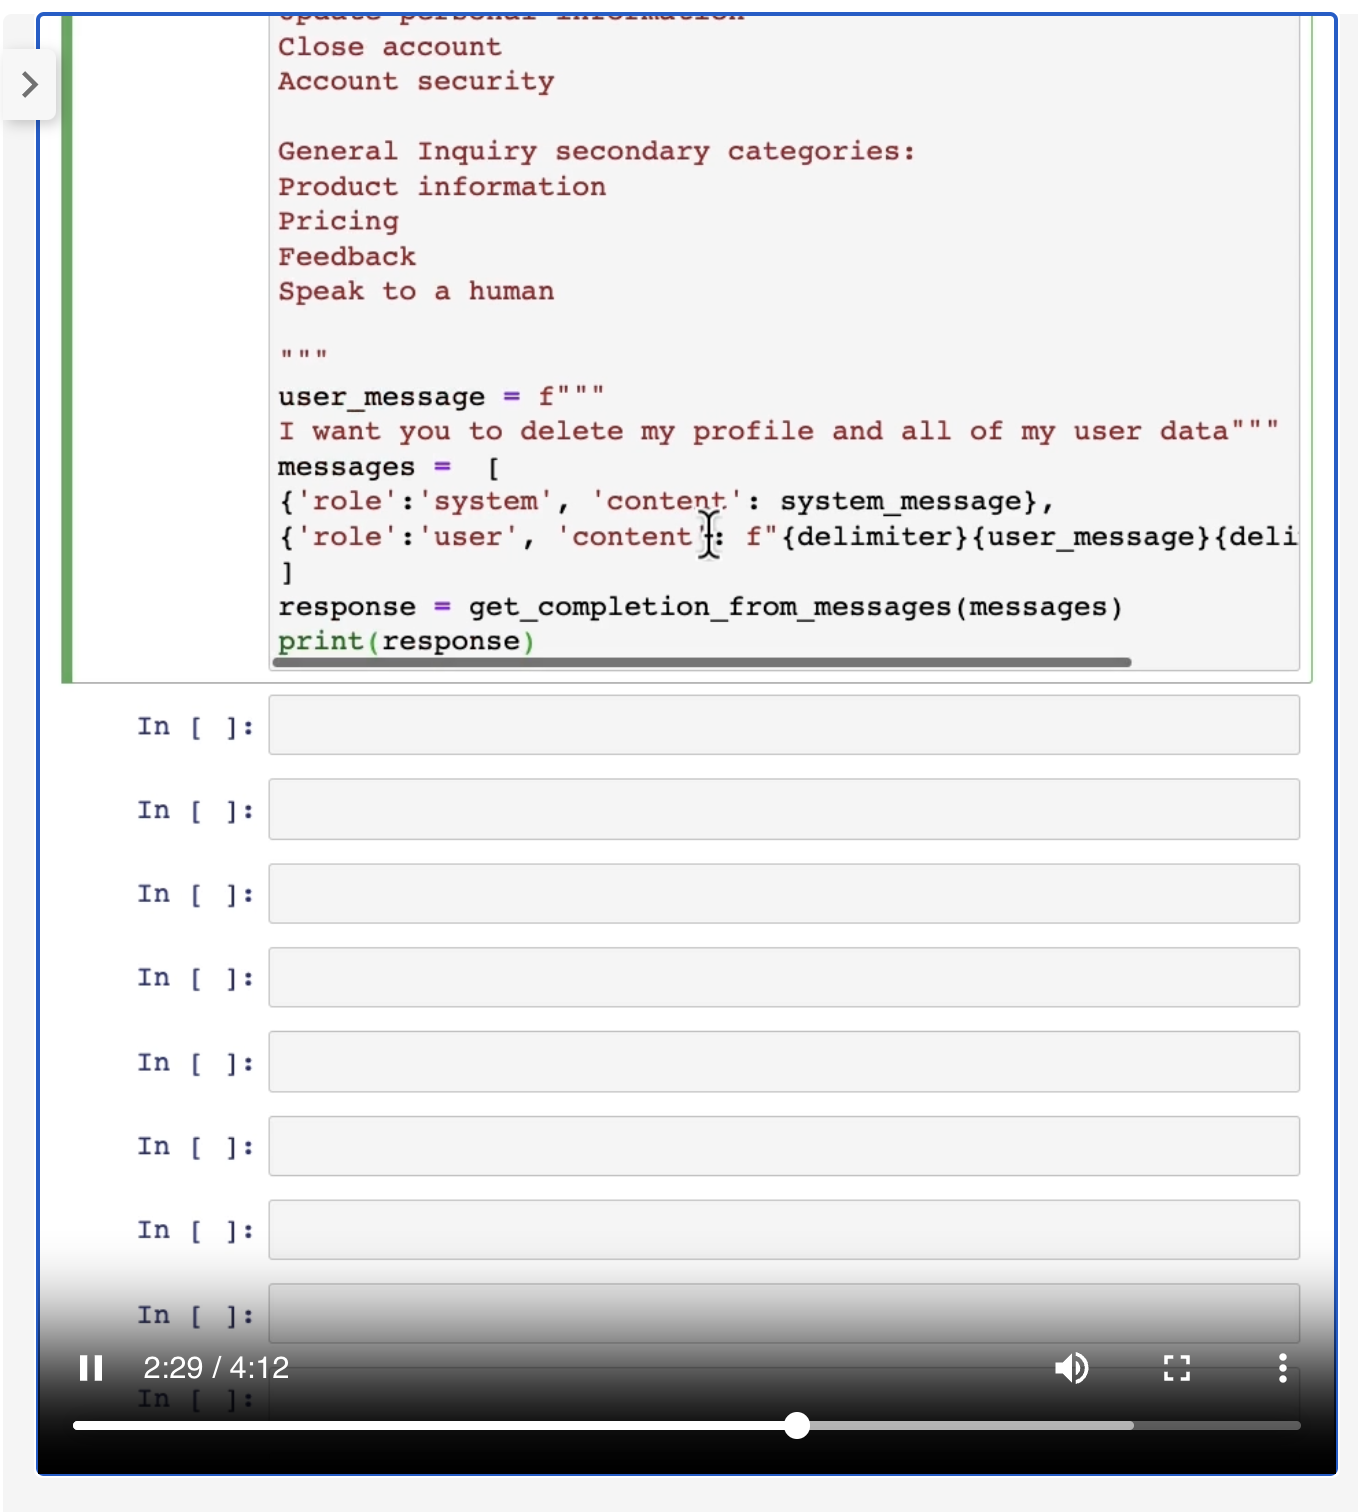 Update personal information
Close account
Account security
General Inquiry secondary categories:
Product information
Pricing
Feedback
Speak to a human
"""
user_message = f"""
I want you to delete my profile and all of my user data"""
messages =  [
{'role':'system', 'content': system_message},
{'role':'user', 'content': f"{delimiter}{user_message}{deli
]
response = get_completion_from_messages(messages)
print(response)
In [ ]:
In [ ]:
In [ ]:
In [ ]:
In [ ]:
In [ ]:
In [ ]:
In [ ]:
2:29 / 4:12
In [ ]: